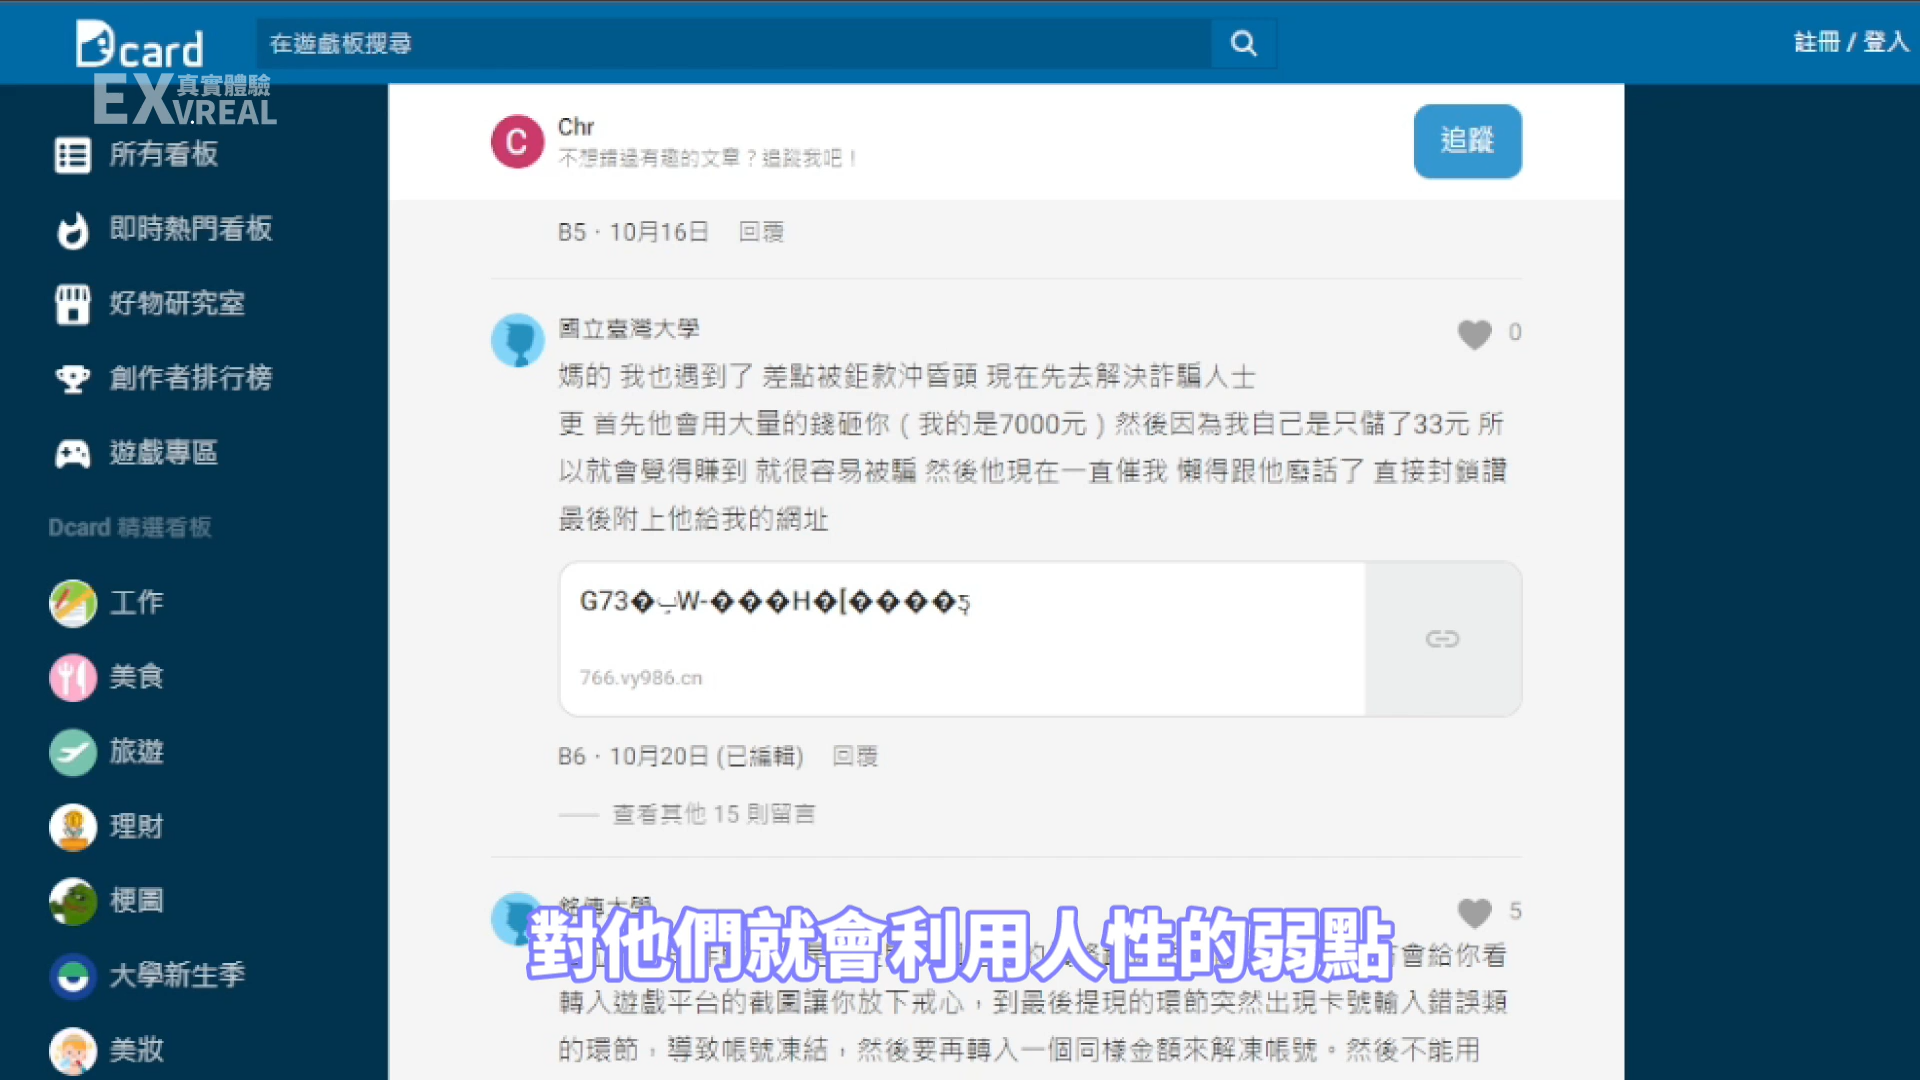 Dcard
在遊戲板搜尋
註冊 / 登入
EX 真實體驗
V.REAL
所有看板
即時熱門看板
好物研究室
創作者排行榜
遊戲專區
Dcard 精選看板
工作
美食
旅遊
理財
梗圖
大學新生季
美妝
C
Chr
不想錯過有趣的文章？追蹤我吧！
追蹤
B5・10月16日 回覆
國立臺灣大學
0
媽的 我也遇到了 差點被鉅款沖昏頭 現在先去解決詐騙人士
更 首先他會用大量的錢砸你（我的是7000元）然後因為我自己是只儲了33元 所
以就會覺得賺到 就很容易被騙 然後他現在一直催我 懶得跟他廢話了 直接封鎖讚
最後附上他給我的網址
766.vy986.cn
B6・10月20日 (已編輯) 回覆
查看其他 15 則留言
銘傳大學
5
對他們就會利用人性的弱點
會給你看
轉入遊戲平台的截圖讓你放下戒心，到最後提現的環節突然出現卡號輸入錯誤類
的環節，導致帳號凍結，然後要再轉入一個同樣金額來解凍帳號。然後不能用